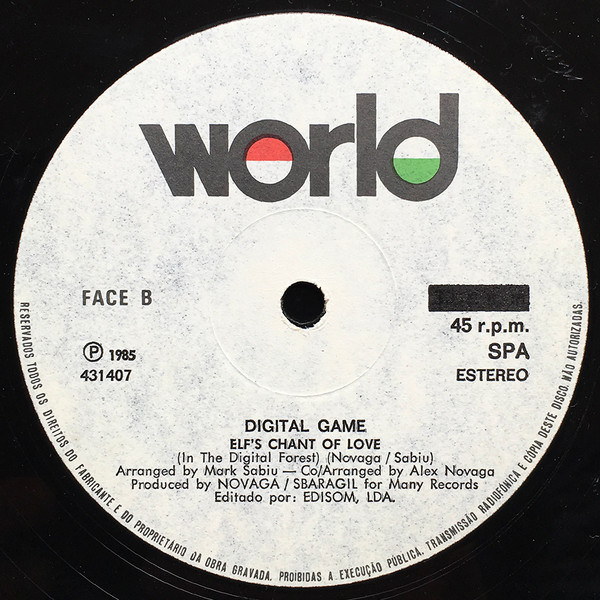 world
FACE B
℗ 1985
431407
45 r.p.m.
SPA
ESTEREO
DIGITAL GAME
ELF'S CHANT OF LOVE
(In The Digital Forest) (Novaga / Sabiu)
Arranged by Mark Sabiu — Co/Arranged by Alex Novaga
Produced by NOVAGA / SBARAGIL for Many Records
Editado por: EDISOM, LDA.
RESERVADOS TODOS OS DIREITOS DO FABRICANTE E DO PROPRIETÁRIO DA OBRA GRAVADA. PROIBIDAS A EXECUÇÃO PÚBLICA, TRANSMISSÃO RADIOFÓNICA E CÓPIA DESTE DISCO, NÃO AUTORIZADAS.